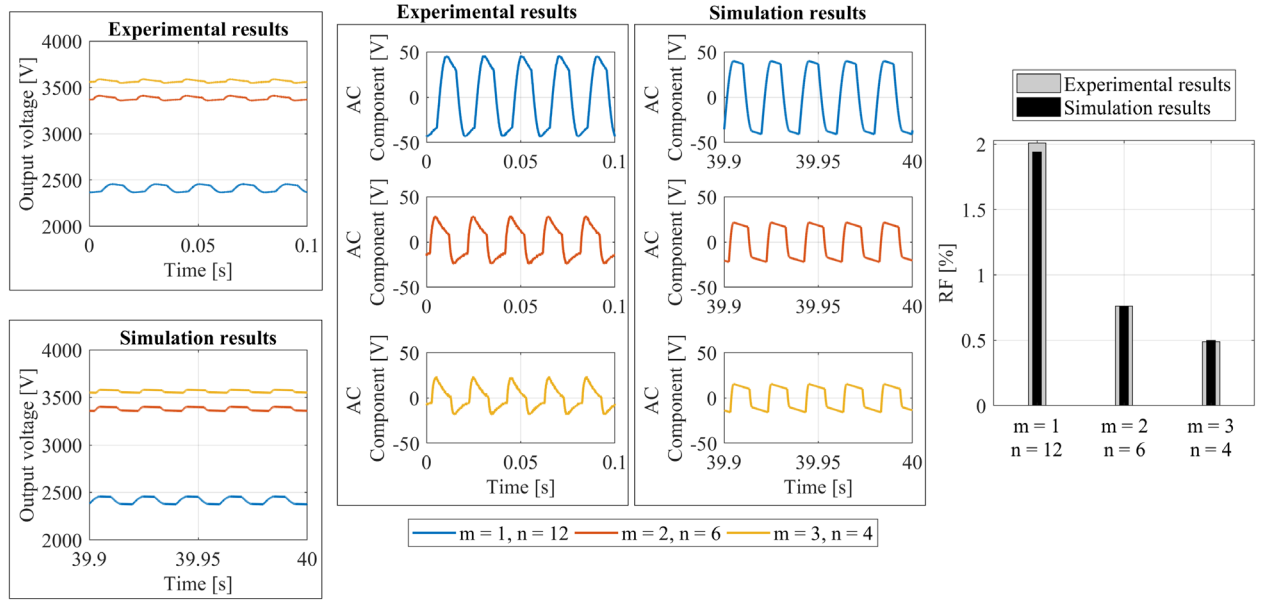 Experimental results
4000
3500
3000
2500
2000
Output voltage [V]
0 0.05 0.1
Time [s]
Simulation results
4000
3500
3000
2500
2000
Output voltage [V]
39.9 39.95 40
Time [s]
Experimental results
AC
Component [V]
50
0
-50
0 0.05 0.1
AC
Component [V]
50
0
-50
0 0.05 0.1
AC
Component [V]
50
0
-50
0 0.05 0.1
Time [s]
Simulation results
AC
Component [V]
50
0
-50
39.9 39.95 40
AC
Component [V]
50
0
-50
39.9 39.95 40
AC
Component [V]
50
0
-50
39.9 39.95 40
Time [s]
m = 1, n = 12 m = 2, n = 6 m = 3, n = 4
Experimental results
Simulation results
2
1.5
1
0.5
0
RF [%]
m = 1 m = 2 m = 3
n = 12 n = 6 n = 4